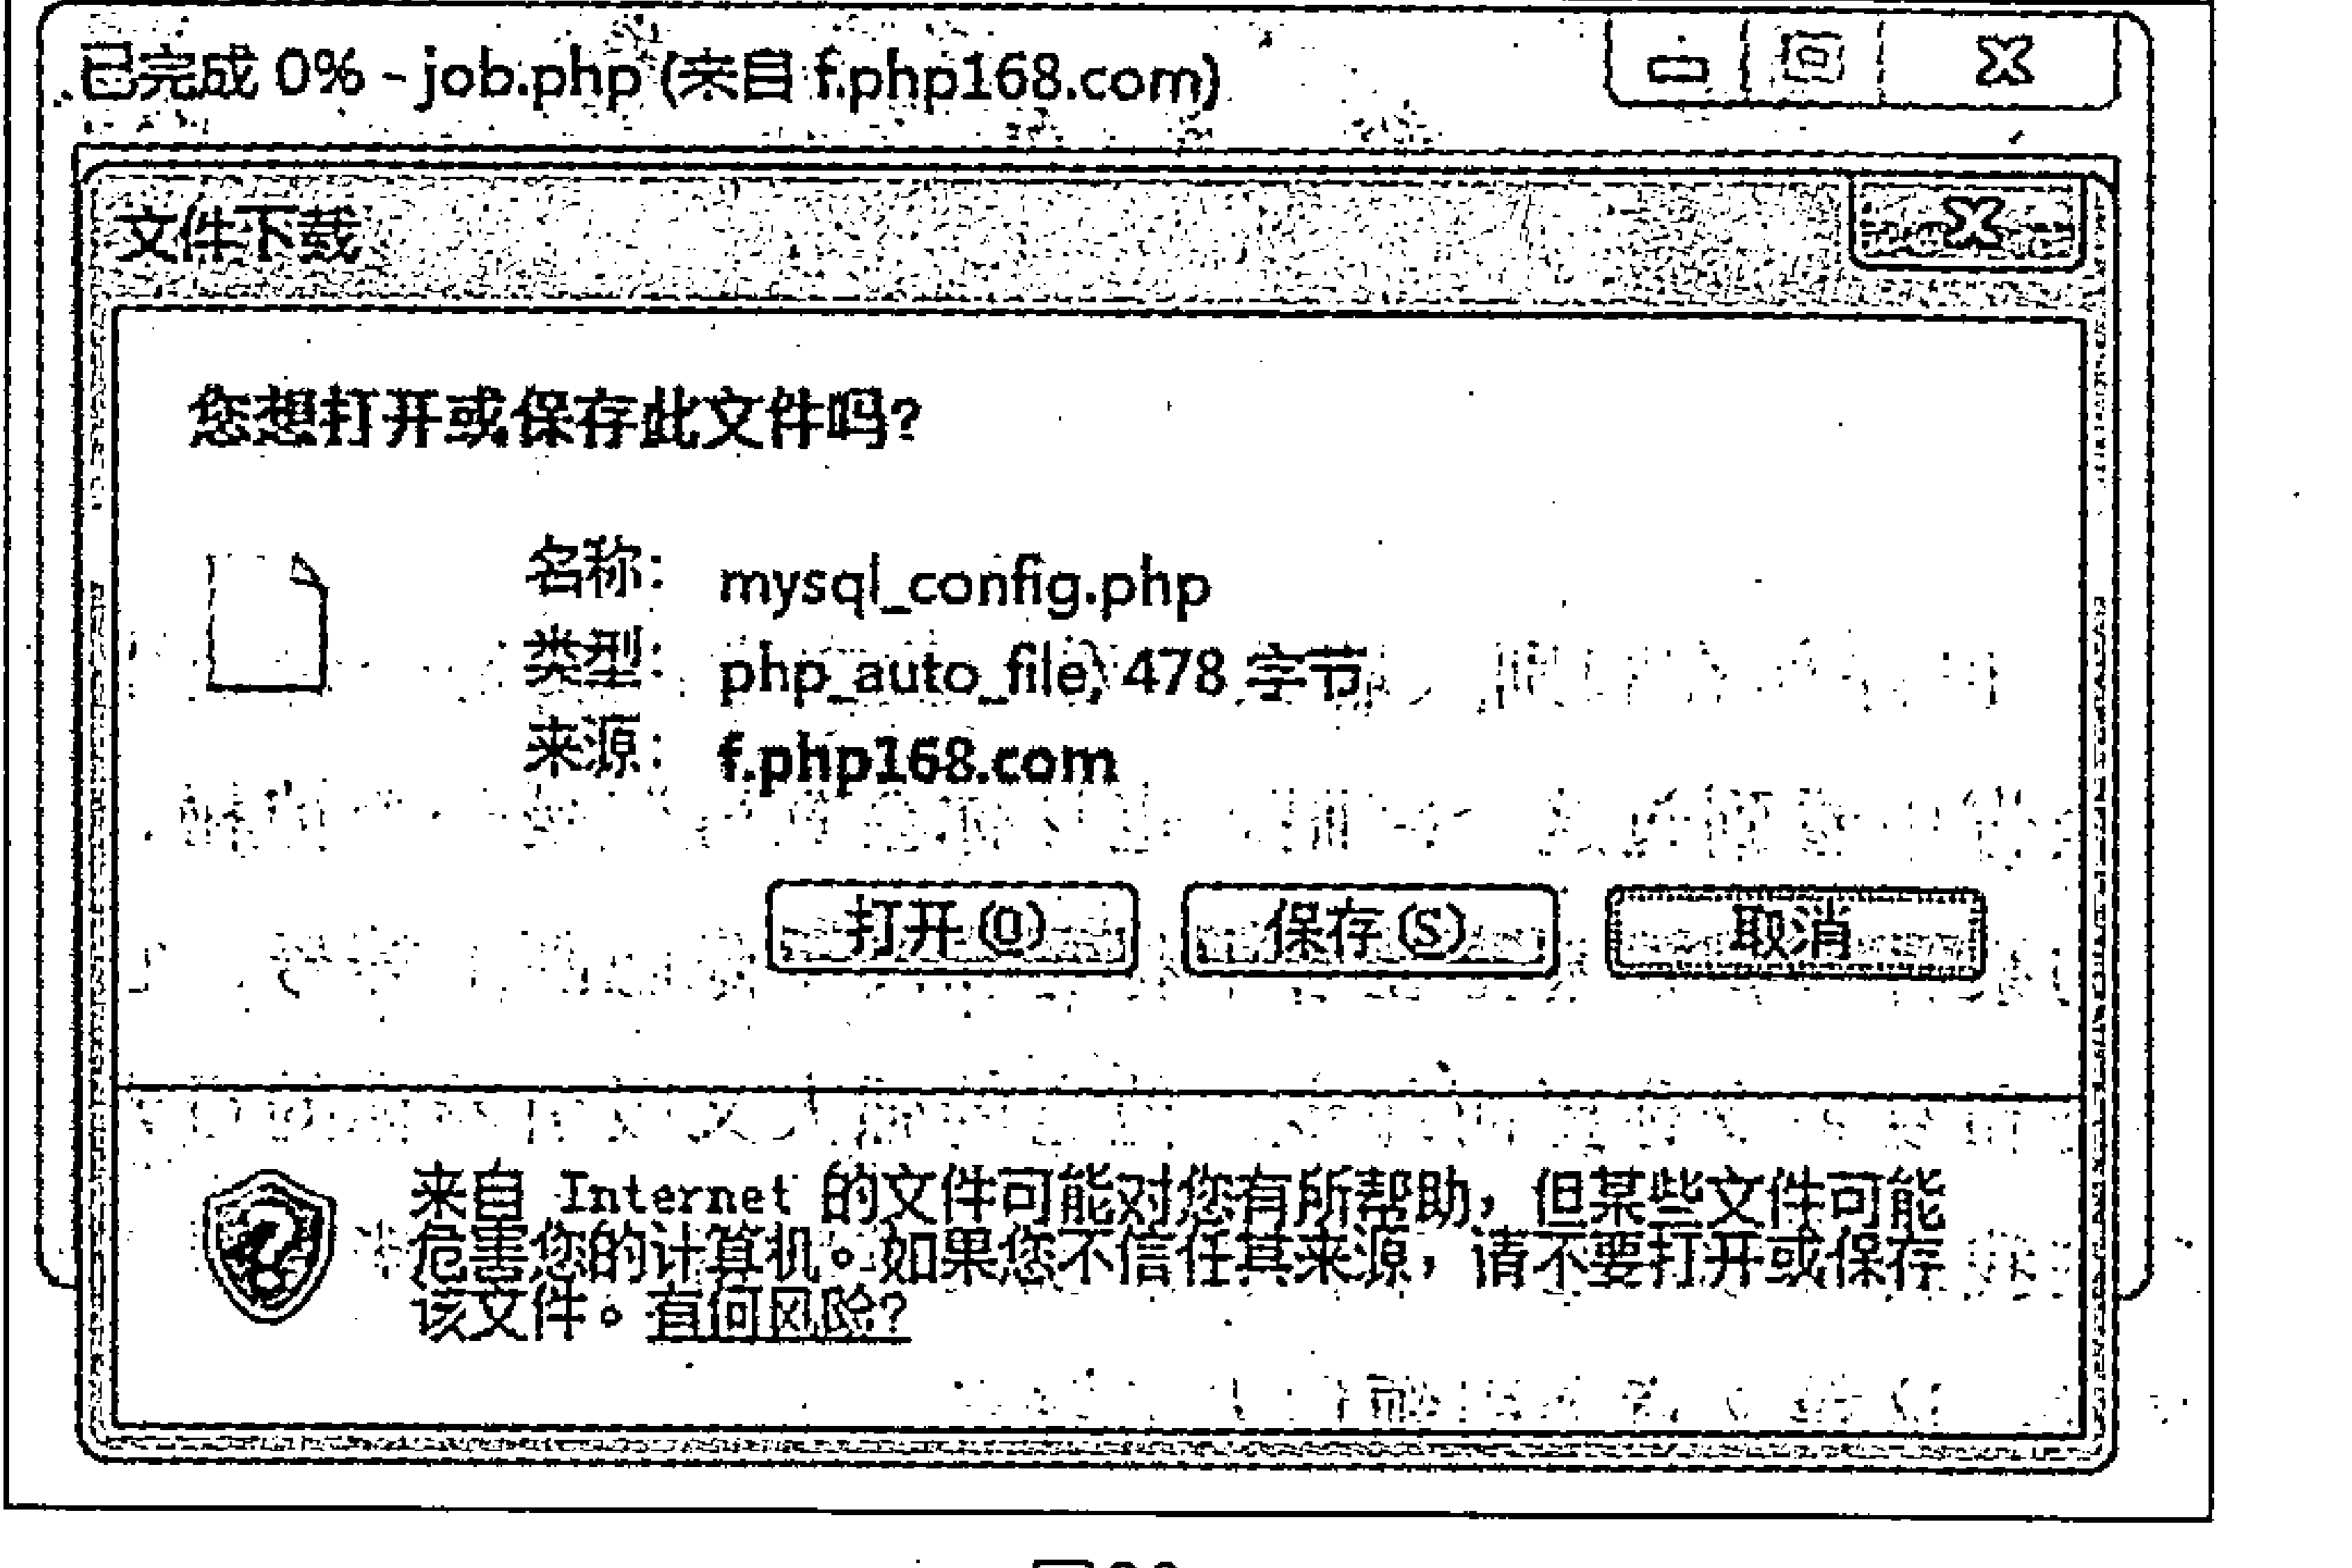 已完成 0% - job.php (来自 f.php168.com)
文件下载
您想打开或保存此文件吗?
名称: mysql_config.php
类型: php_auto_file, 478 字节
来源: f.php168.com
打开(O) 保存(S) 取消
来自 Internet 的文件可能对您有所帮助，但某些文件可能
危害您的计算机。如果您不信任其来源，请不要打开或保存
该文件。有何风险?